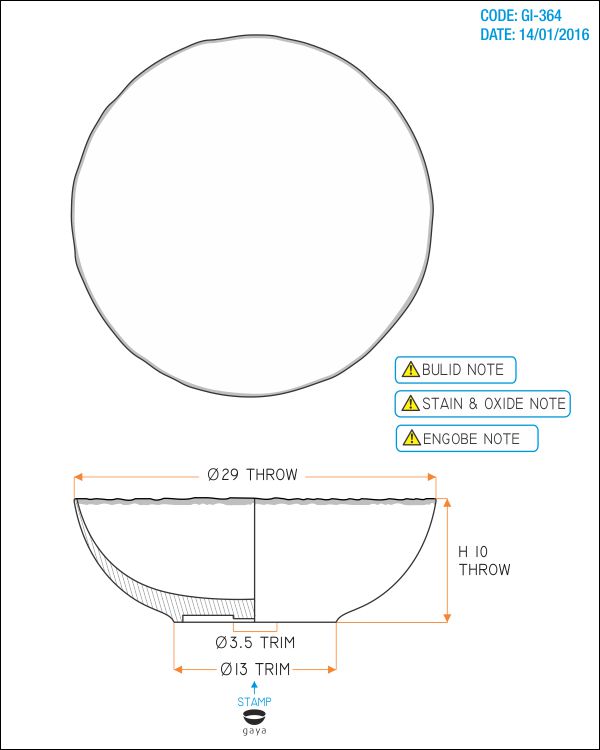 CODE: GI-364
DATE: 14/01/2016
BULID NOTE
STAIN & OXIDE NOTE
ENGOBE NOTE
Ø29 THROW
H 10
THROW
Ø3.5 TRIM
Ø13 TRIM
STAMP
gaya